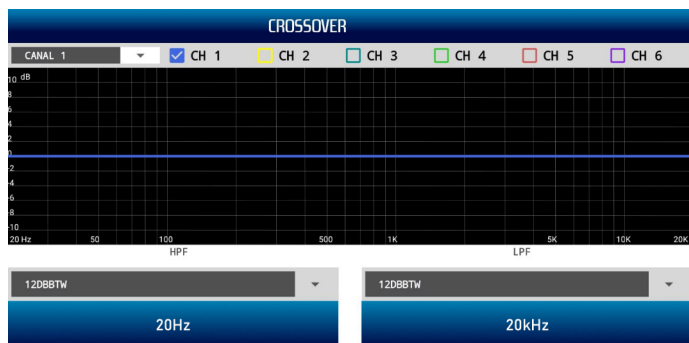 CROSSOVER
CANAL 1 CH 1 CH 2 CH 3 CH 4 CH 5 CH 6
10 dB
8
6
4
2
0
-2
-4
-6
-8
-10
20 Hz 50 100 500 1K 5K 10K 20K
HPF LPF
12DBBTW 12DBBTW
20Hz 20kHz